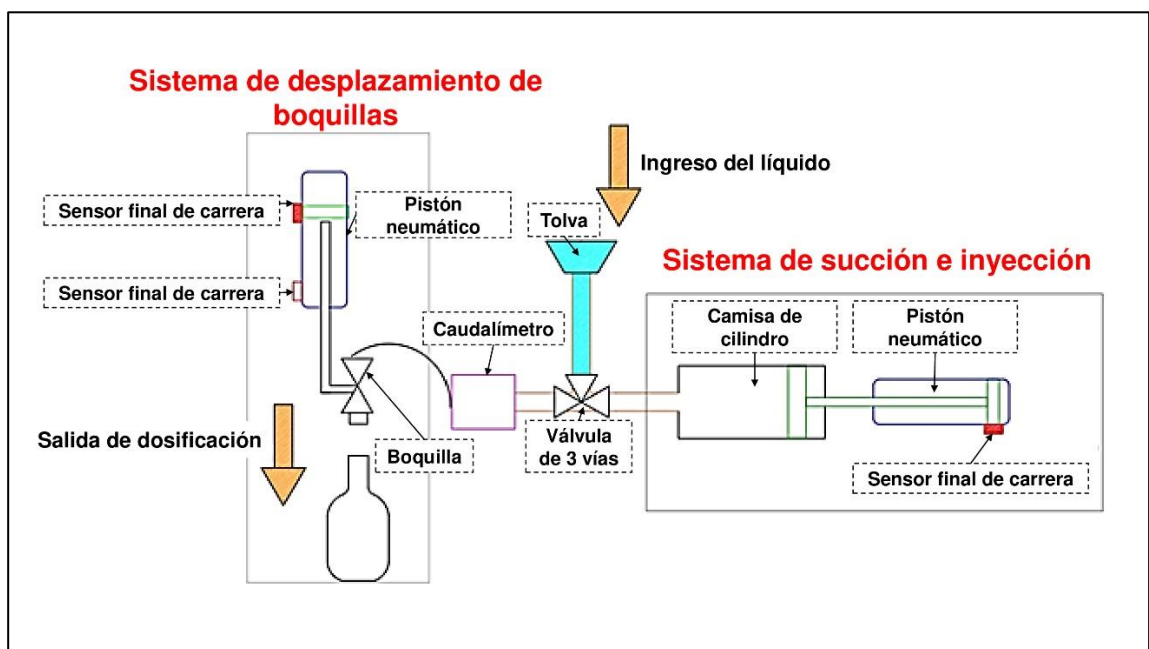 Sistema de desplazamiento de
boquillas
Ingreso del líquido
Sensor final de carrera
Pistón
neumático
Tolva
Sistema de succión e inyección
Sensor final de carrera
Caudalímetro
Camisa de
cilindro
Pistón
neumático
Salida de dosificación
Boquilla
Válvula
de 3 vías
Sensor final de carrera